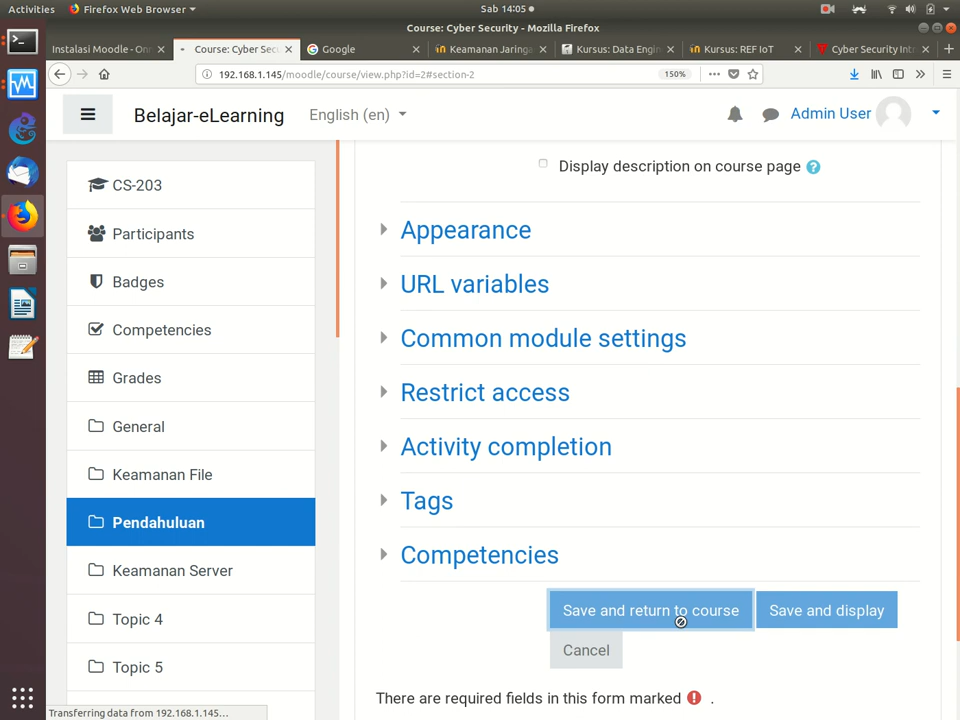 Activities
Firefox Web Browser
Sab 14:05
Course: Cyber Security - Mozilla Firefox
Instalasi Moodle - Onn
Course: Cyber Sec
Google
Keamanan Jaringa
Kursus: Data Engin
Kursus: REF IoT
Cyber Security Int
192.168.1.145/moodle/course/view.php?id=2#section-2
150%
Belajar-eLearning
English (en)
Admin User
CS-203
Participants
Badges
Competencies
Grades
General
Keamanan File
Pendahuluan
Keamanan Server
Topic 4
Topic 5
Display description on course page
Appearance
URL variables
Common module settings
Restrict access
Activity completion
Tags
Competencies
Save and return to course
Save and display
Cancel
There are required fields in this form marked .
Transferring data from 192.168.1.145...